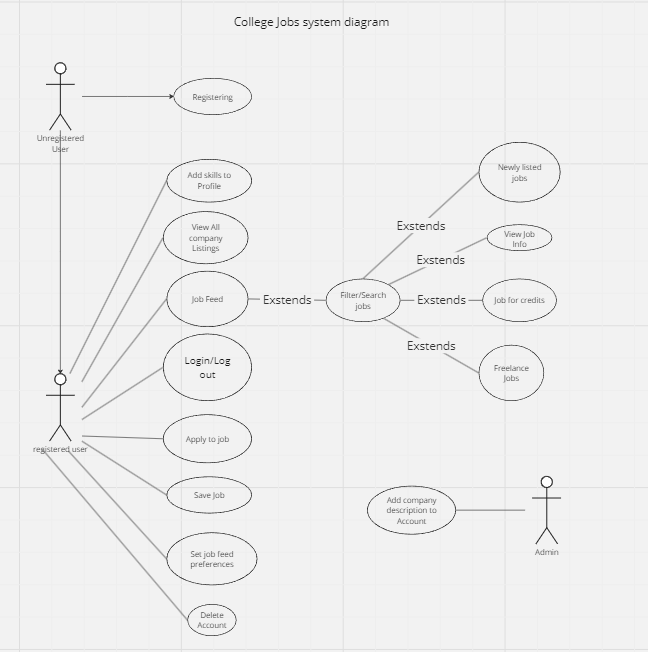 College Jobs system diagram
Registering
Unregistered
User
Add skills to
Profile
Newly listed
jobs
View All
company
Listings
Exstends
View Job
Info
Exstends
Job Feed
Exstends
Filter/Search
jobs
Exstends
Job for credits
Exstends
Freelance
Jobs
Login/Log
out
registered user
Apply to job
Save Job
Add company
description to
Account
Admin
Set job feed
preferences
Delete
Account